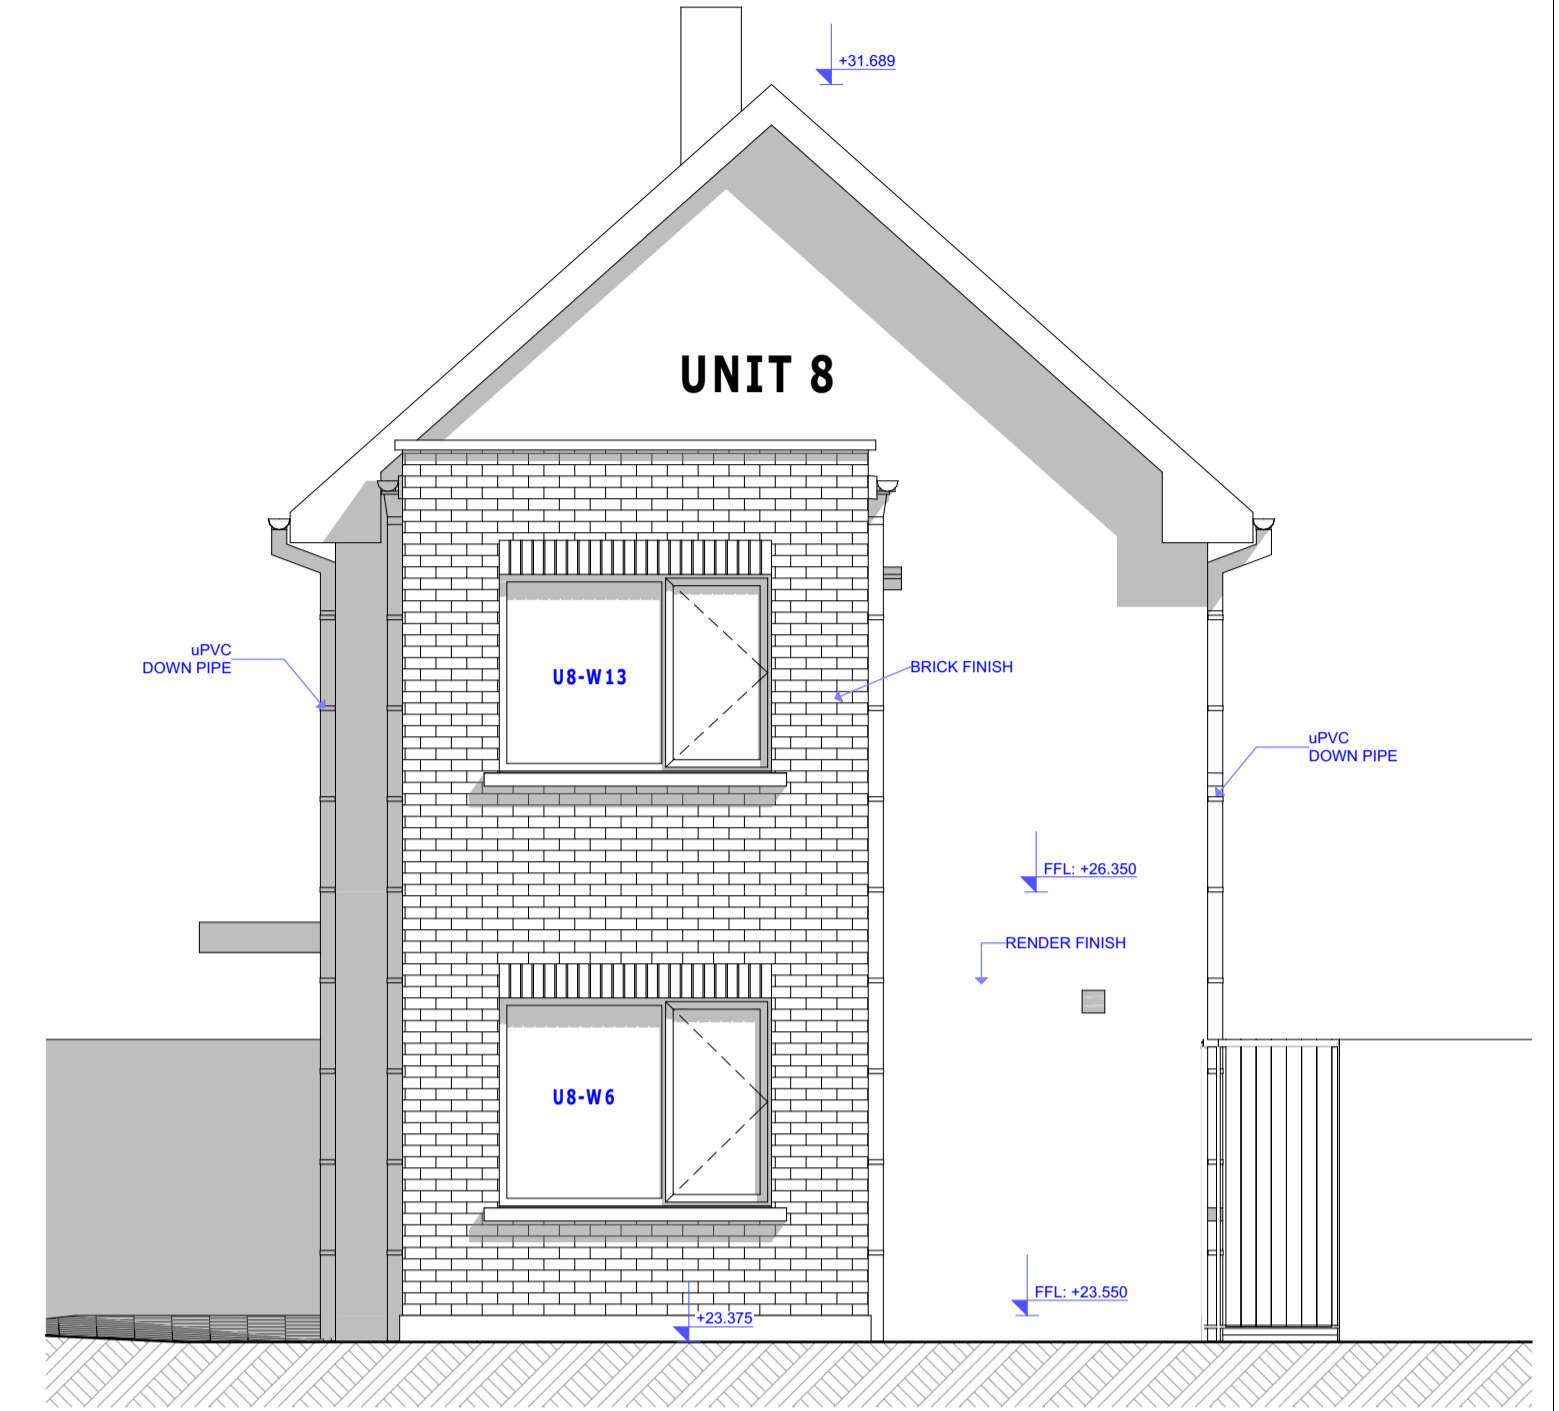 +31.689
UNIT 8
uPVC
DOWN PIPE
U8-W13
BRICK FINISH
uPVC
DOWN PIPE
FFL: +26.350
RENDER FINISH
U8-W6
FFL: +23.550
+23.375